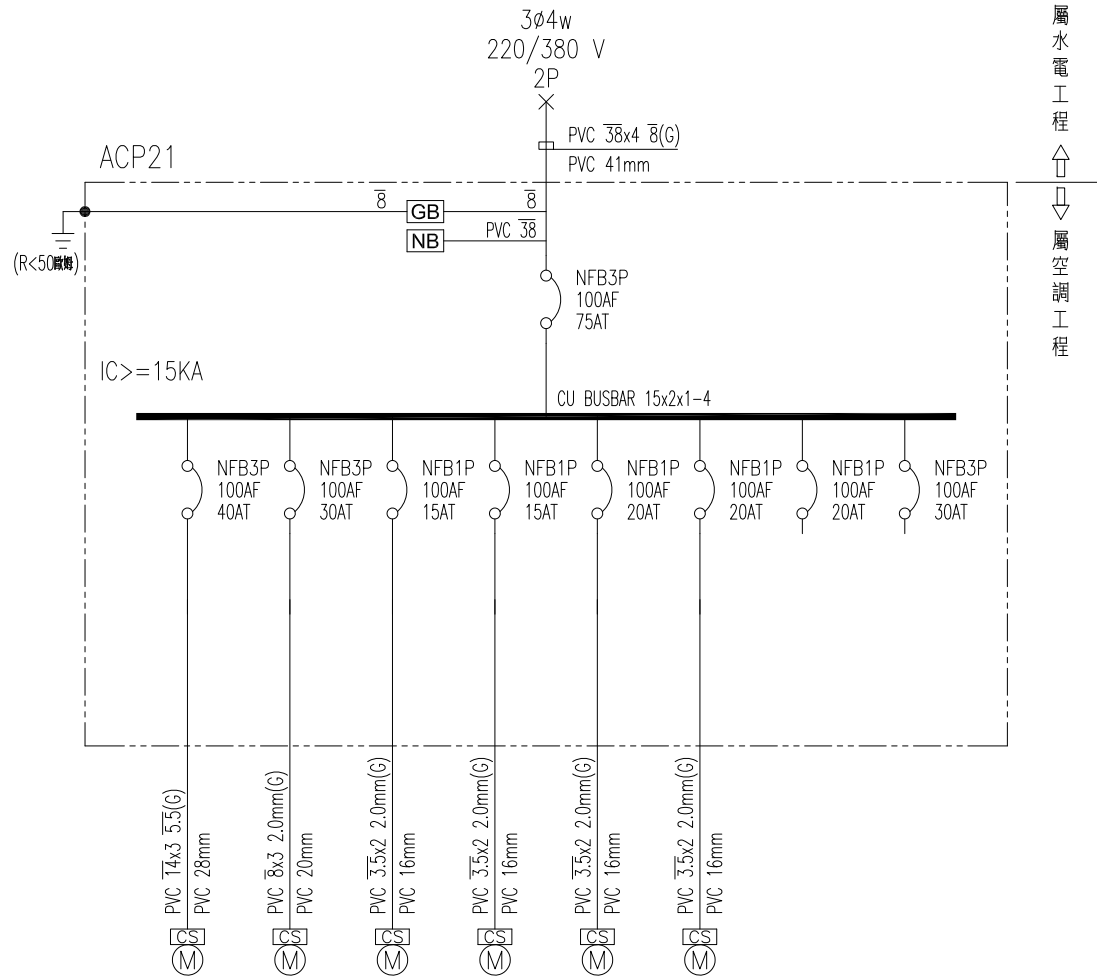 3ø4w
220/380 V
2P
PVC 38x4 8(G)
PVC 41mm
屬水電工程
屬空調工程
ACP21
8
GB
8
NB
PVC 38
(R<50歐姆)
NFB3P
100AF
75AT
IC>=15KA
CU BUSBAR 15x2x1-4
NFB3P
100AF
40AT
NFB3P
100AF
30AT
NFB1P
100AF
15AT
NFB1P
100AF
15AT
NFB1P
100AF
20AT
NFB1P
100AF
20AT
NFB1P
100AF
20AT
NFB3P
100AF
30AT
PVC 14x3 5.5(G)
PVC 28mm
PVC 8x3 2.0mm(G)
PVC 20mm
PVC 3.5x2 2.0mm(G)
PVC 16mm
PVC 3.5x2 2.0mm(G)
PVC 16mm
PVC 3.5x2 2.0mm(G)
PVC 16mm
PVC 3.5x2 2.0mm(G)
PVC 16mm
CS
M
CS
M
CS
M
CS
M
CS
M
CS
M